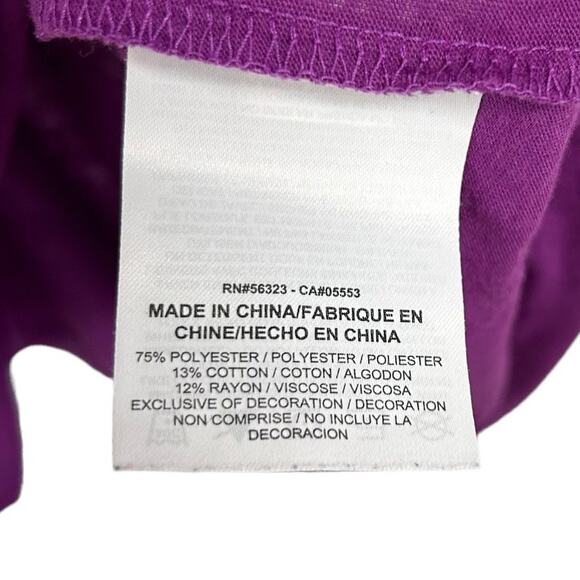 RN#56323 - CA#05553
MADE IN CHINA/FABRIQUE EN
CHINE/HECHO EN CHINA
75% POLYESTER / POLYESTER / POLIESTER
13% COTTON / COTON / ALGODON
12% RAYON / VISCOSE / VISCOSA
EXCLUSIVE OF DECORATION / DECORATION
NON COMPRISE / NO INCLUYE LA
DECORACION